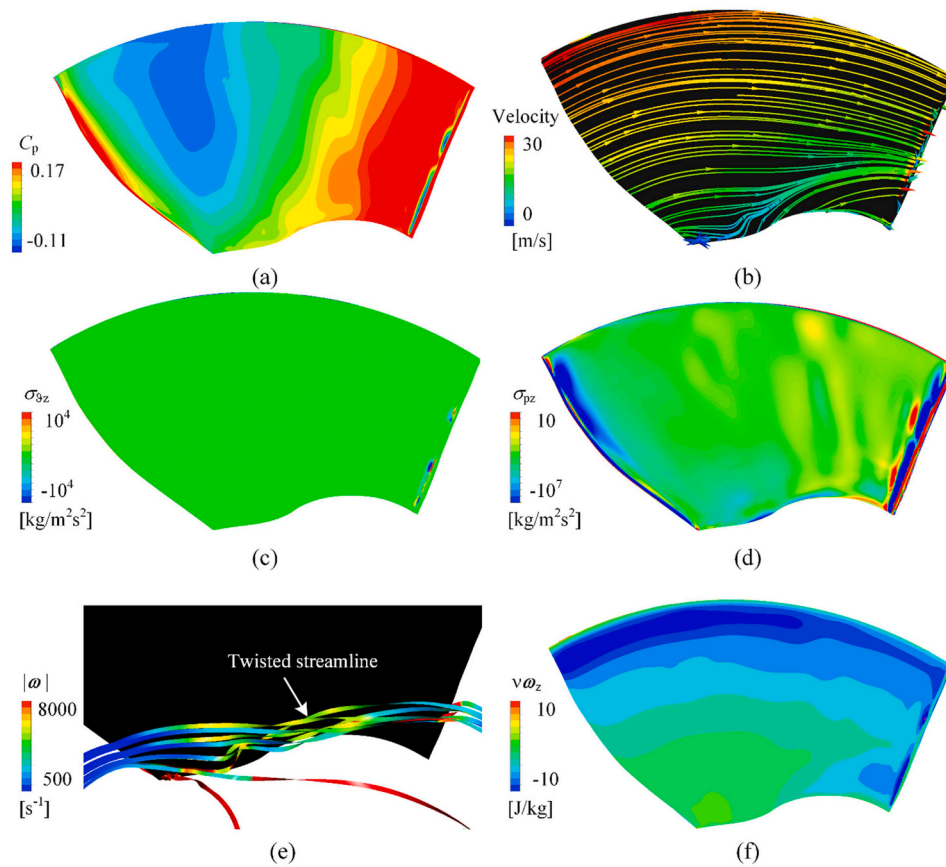 C_p
0.17
-0.11
(a)
Velocity
30
0
[m/s]
(b)
σ_ϑz
10^4
-10^4
[kg/m^2s^2]
(c)
σ_pz
10
-10^7
[kg/m^2s^2]
(d)
Twisted streamline
|ω|
8000
500
[s^-1]
(e)
νω_z
10
-10
[J/kg]
(f)